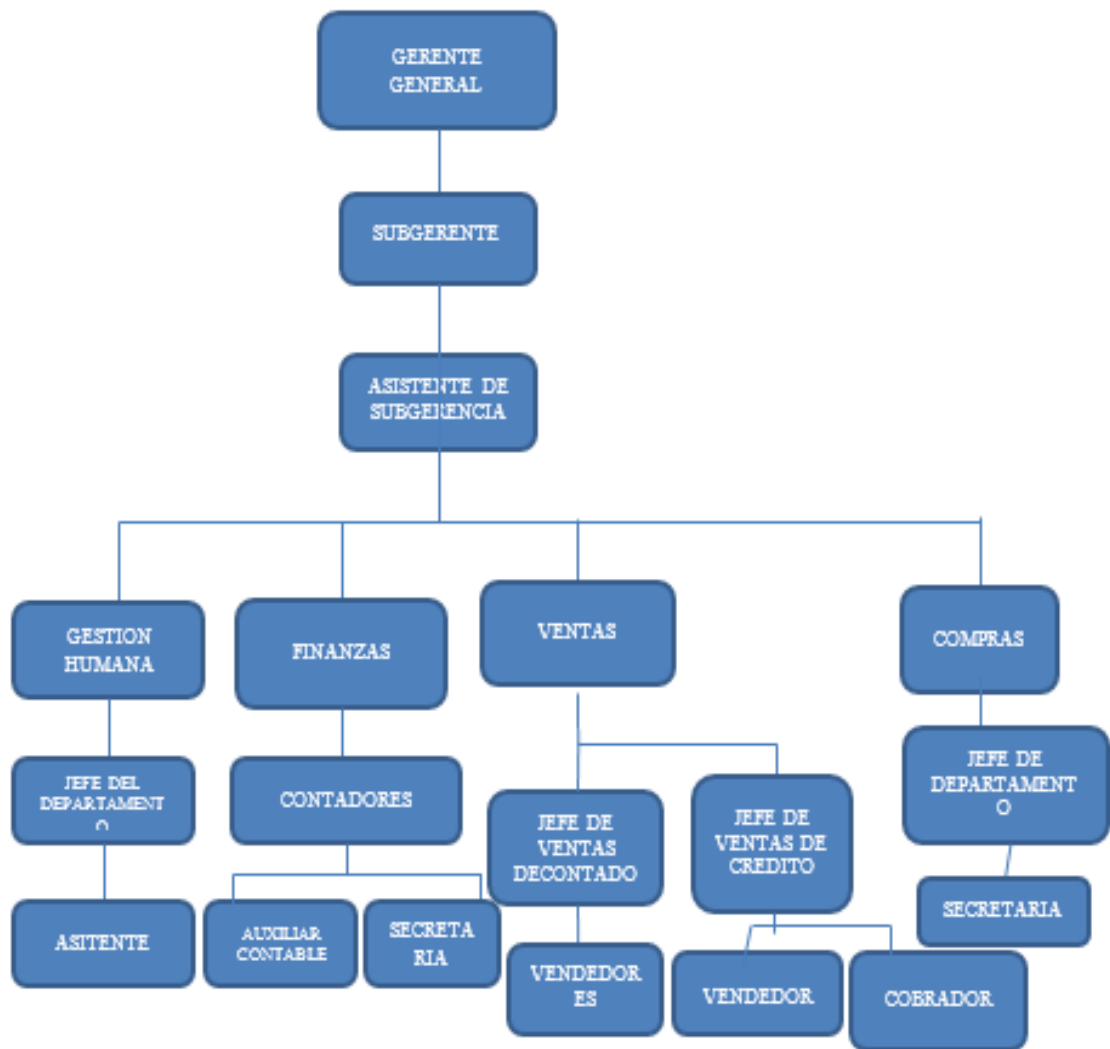 GERENTE
GENERAL
SUBGERENTE
ASISTENTE DE
SUBGERENCIA
GESTION
HUMANA
FINANZAS
VENTAS
COMPRAS
JEFE DEL
DEPARTAMENT
O
CONTADORES
JEFE DE
VENTAS
DECONTADO
JEFE DE
VENTAS DE
CREDITO
JEFE DE
DEPARTAMENT
O
ASITENTE
AUXILIAR
CONTABLE
SECRETA
RIA
VENDEDOR
ES
VENDEDOR
COBRADOR
SECRETARIA